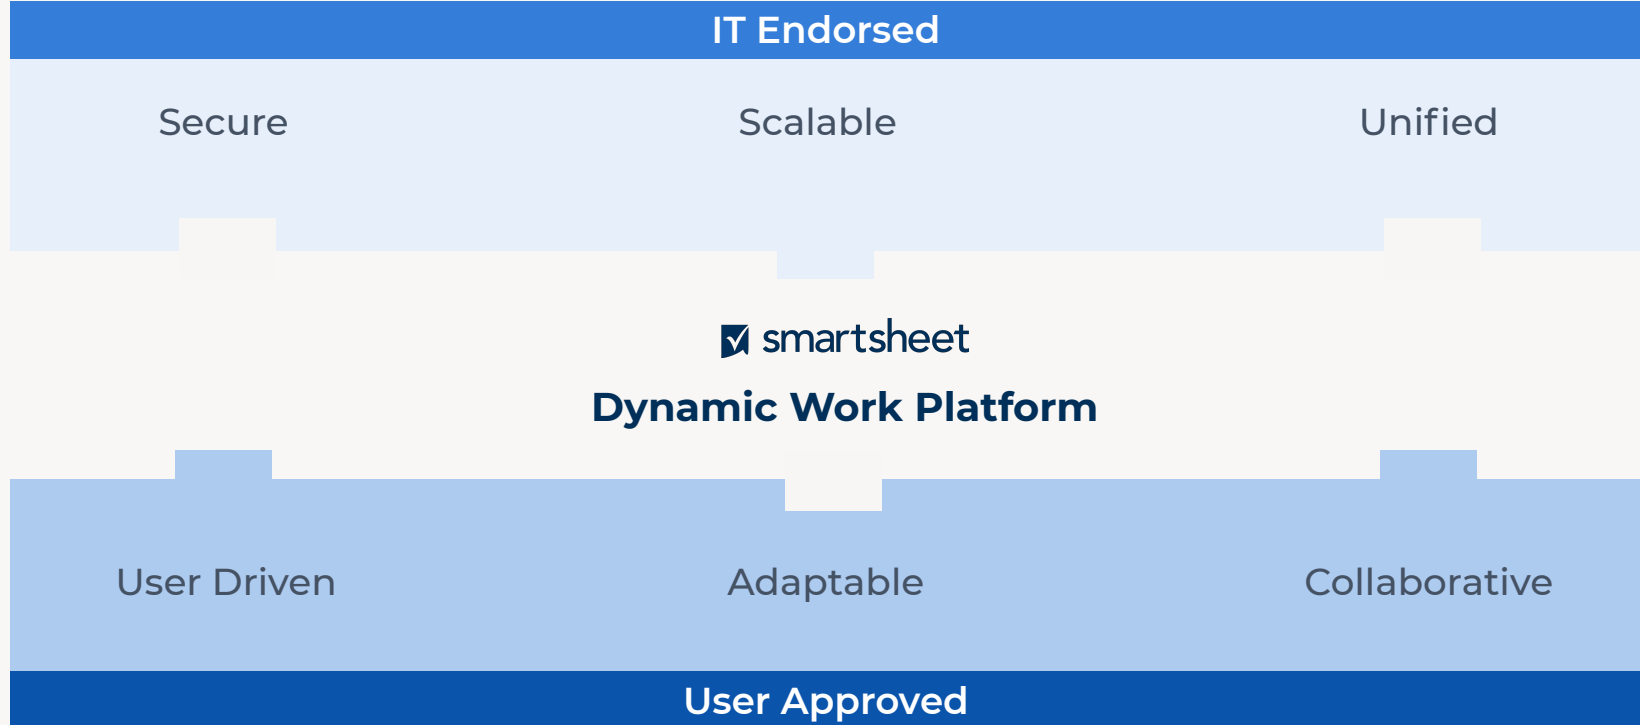 IT Endorsed
Secure Scalable Unified
smartsheet
Dynamic Work Platform
User Driven Adaptable Collaborative
User Approved